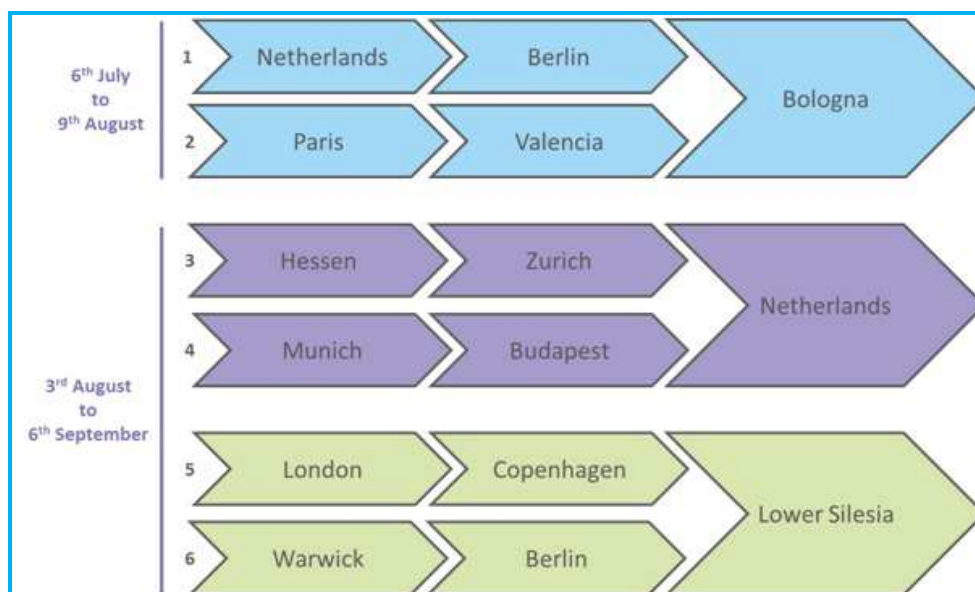 6th July
to
9th August
1 Netherlands Berlin
Bologna
2 Paris Valencia
3rd August
to
6th September
3 Hessen Zurich
Netherlands
4 Munich Budapest
5 London Copenhagen
Lower Silesia
6 Warwick Berlin